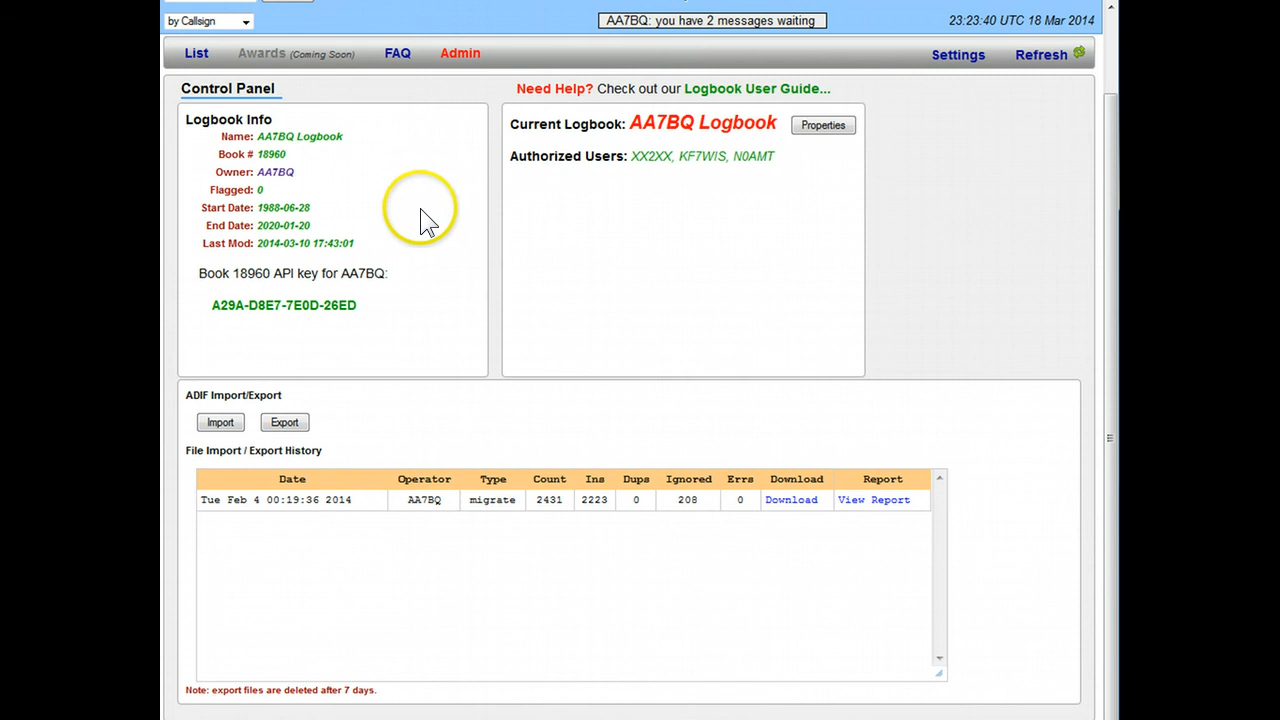 by Callsign
AA7BQ: you have 2 messages waiting
23:23:40 UTC 18 Mar 2014
List Awards (Coming Soon) FAQ Admin Settings Refresh
Control Panel
Need Help? Check out our Logbook User Guide...
Logbook Info
Name: AA7BQ Logbook
Book # 18960
Owner: AA7BQ
Flagged: 0
Start Date: 1988-06-28
End Date: 2020-01-20
Last Mod: 2014-03-10 17:43:01
Book 18960 API key for AA7BQ:
A29A-D8E7-7E0D-26ED
Current Logbook: AA7BQ Logbook Properties
Authorized Users: XX2XX, KF7WIS, N0AMT
ADIF Import/Export
Import Export
File Import / Export History
Date Operator Type Count Ins Dups Ignored Errs Download Report
Tue Feb 4 00:19:36 2014 AA7BQ migrate 2431 2223 0 208 0 Download View Report
Note: export files are deleted after 7 days.